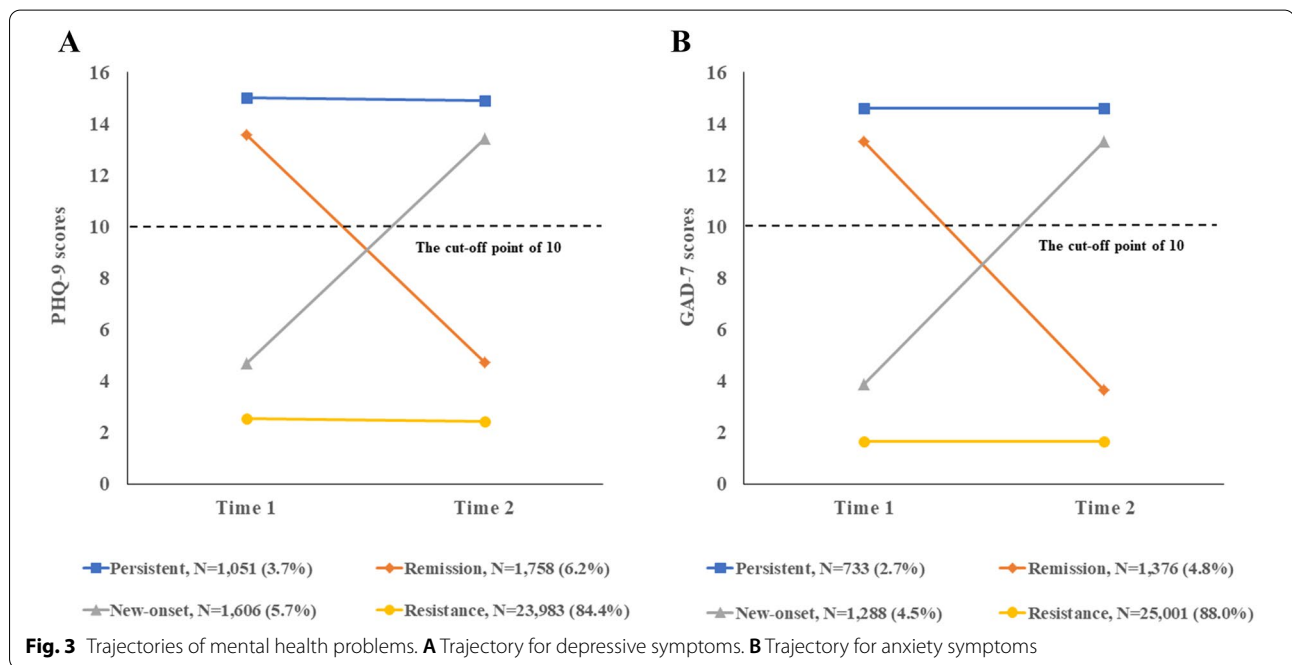 A
16
14
12
10
8
6
4
2
0
PHQ-9 scores
The cut-off point of 10
Time 1 Time 2
Persistent, N=1,051 (3.7%) Remission, N=1,758 (6.2%)
New-onset, N=1,606 (5.7%) Resistance, N=23,983 (84.4%)
B
16
14
12
10
8
6
4
2
0
GAD-7 scores
The cut-off point of 10
Time 1 Time 2
Persistent, N=733 (2.7%) Remission, N=1,376 (4.8%)
New-onset, N=1,288 (4.5%) Resistance, N=25,001 (88.0%)
Fig. 3 Trajectories of mental health problems. A Trajectory for depressive symptoms. B Trajectory for anxiety symptoms